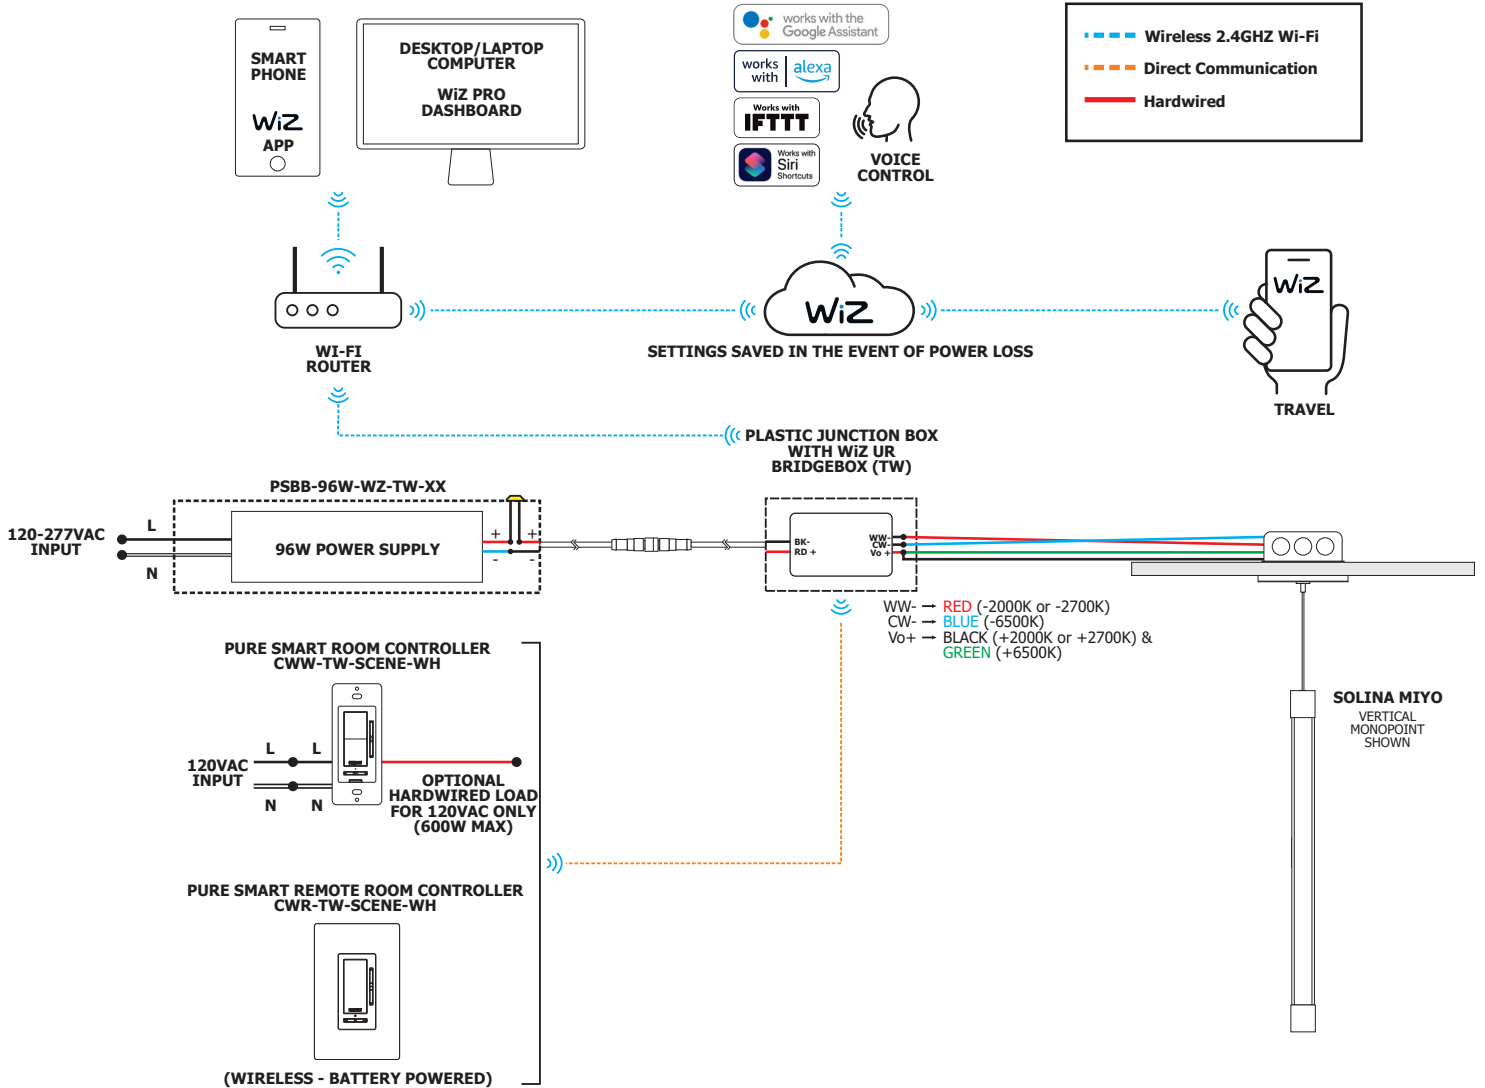 SMART
PHONE
WiZ
APP
DESKTOP/LAPTOP
COMPUTER
WiZ PRO
DASHBOARD
works with the
Google Assistant
works
with
alexa
Works with
IFTTT
Works with
Siri
Shortcuts
VOICE
CONTROL
Wireless 2.4GHZ Wi-Fi
Direct Communication
Hardwired
WI-FI
ROUTER
WiZ
SETTINGS SAVED IN THE EVENT OF POWER LOSS
WiZ
TRAVEL
PLASTIC JUNCTION BOX
WITH WiZ UR
BRIDGEBOX (TW)
PSBB-96W-WZ-TW-XX
120-277VAC
INPUT
L
N
96W POWER SUPPLY
+ +
- -
BK-
RD +
WW-
CW-
Vo +
WW- → RED (-2000K or -2700K)
CW- → BLUE (-6500K)
Vo+ → BLACK (+2000K or +2700K) &
GREEN (+6500K)
PURE SMART ROOM CONTROLLER
CWW-TW-SCENE-WH
120VAC
INPUT
L L
N N
OPTIONAL
HARDWIRED LOAD
FOR 120VAC ONLY
(600W MAX)
SOLINA MIYO
VERTICAL
MONOPOINT
SHOWN
PURE SMART REMOTE ROOM CONTROLLER
CWR-TW-SCENE-WH
(WIRELESS - BATTERY POWERED)